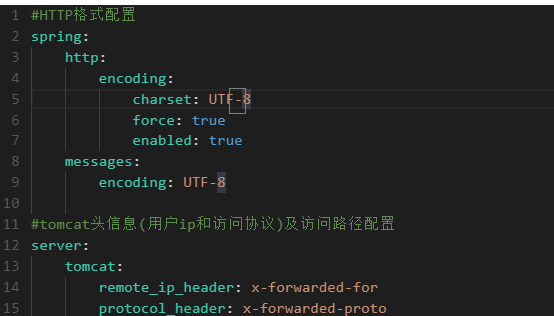 1 #HTTP格式配置
2 spring:
3 http:
4 encoding:
5 charset: UTF-8
6 force: true
7 enabled: true
8 messages:
9 encoding: UTF-8
10
11 #tomcat头信息(用户ip和访问协议)及访问路径配置
12 server:
13 tomcat:
14 remote_ip_header: x-forwarded-for
15 protocol_header: x-forwarded-proto